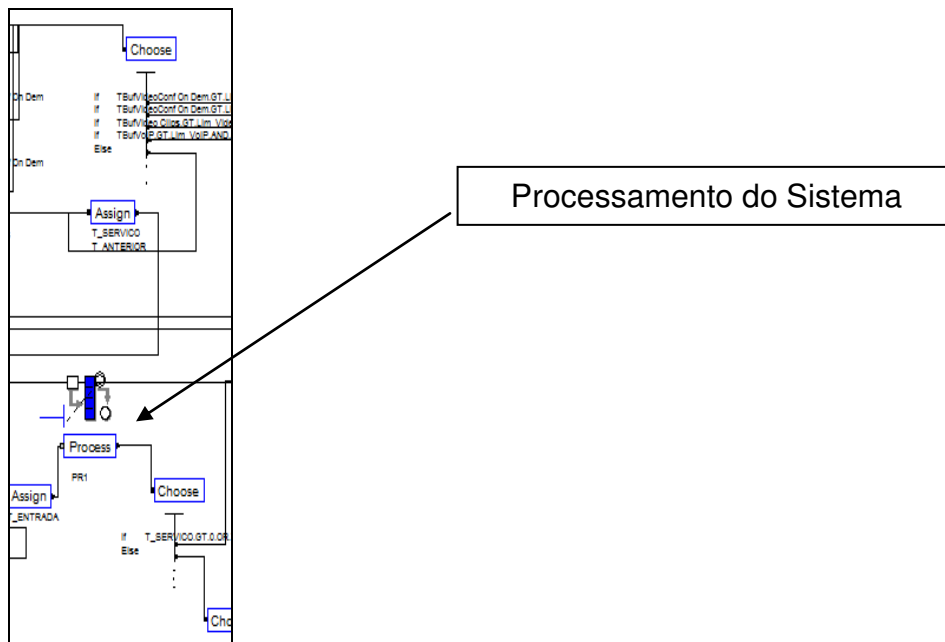 Choose
f On Dem
If TBufVideoConf On Dem.GT.L
If TBufVideoConf On Dem.GT.L
If TBufVideo Clips.GT.Lim_Vide
If TBufVoIP.GT.Lim_VoIP.AND.
Else
f On Dem
Assign
T_SERVICO
T_ANTERIOR
Processamento do Sistema
Process
PR1
Choose
Assign
T_ENTRADA
If T_SERVICO.GT.0.OR.
Else
Cho